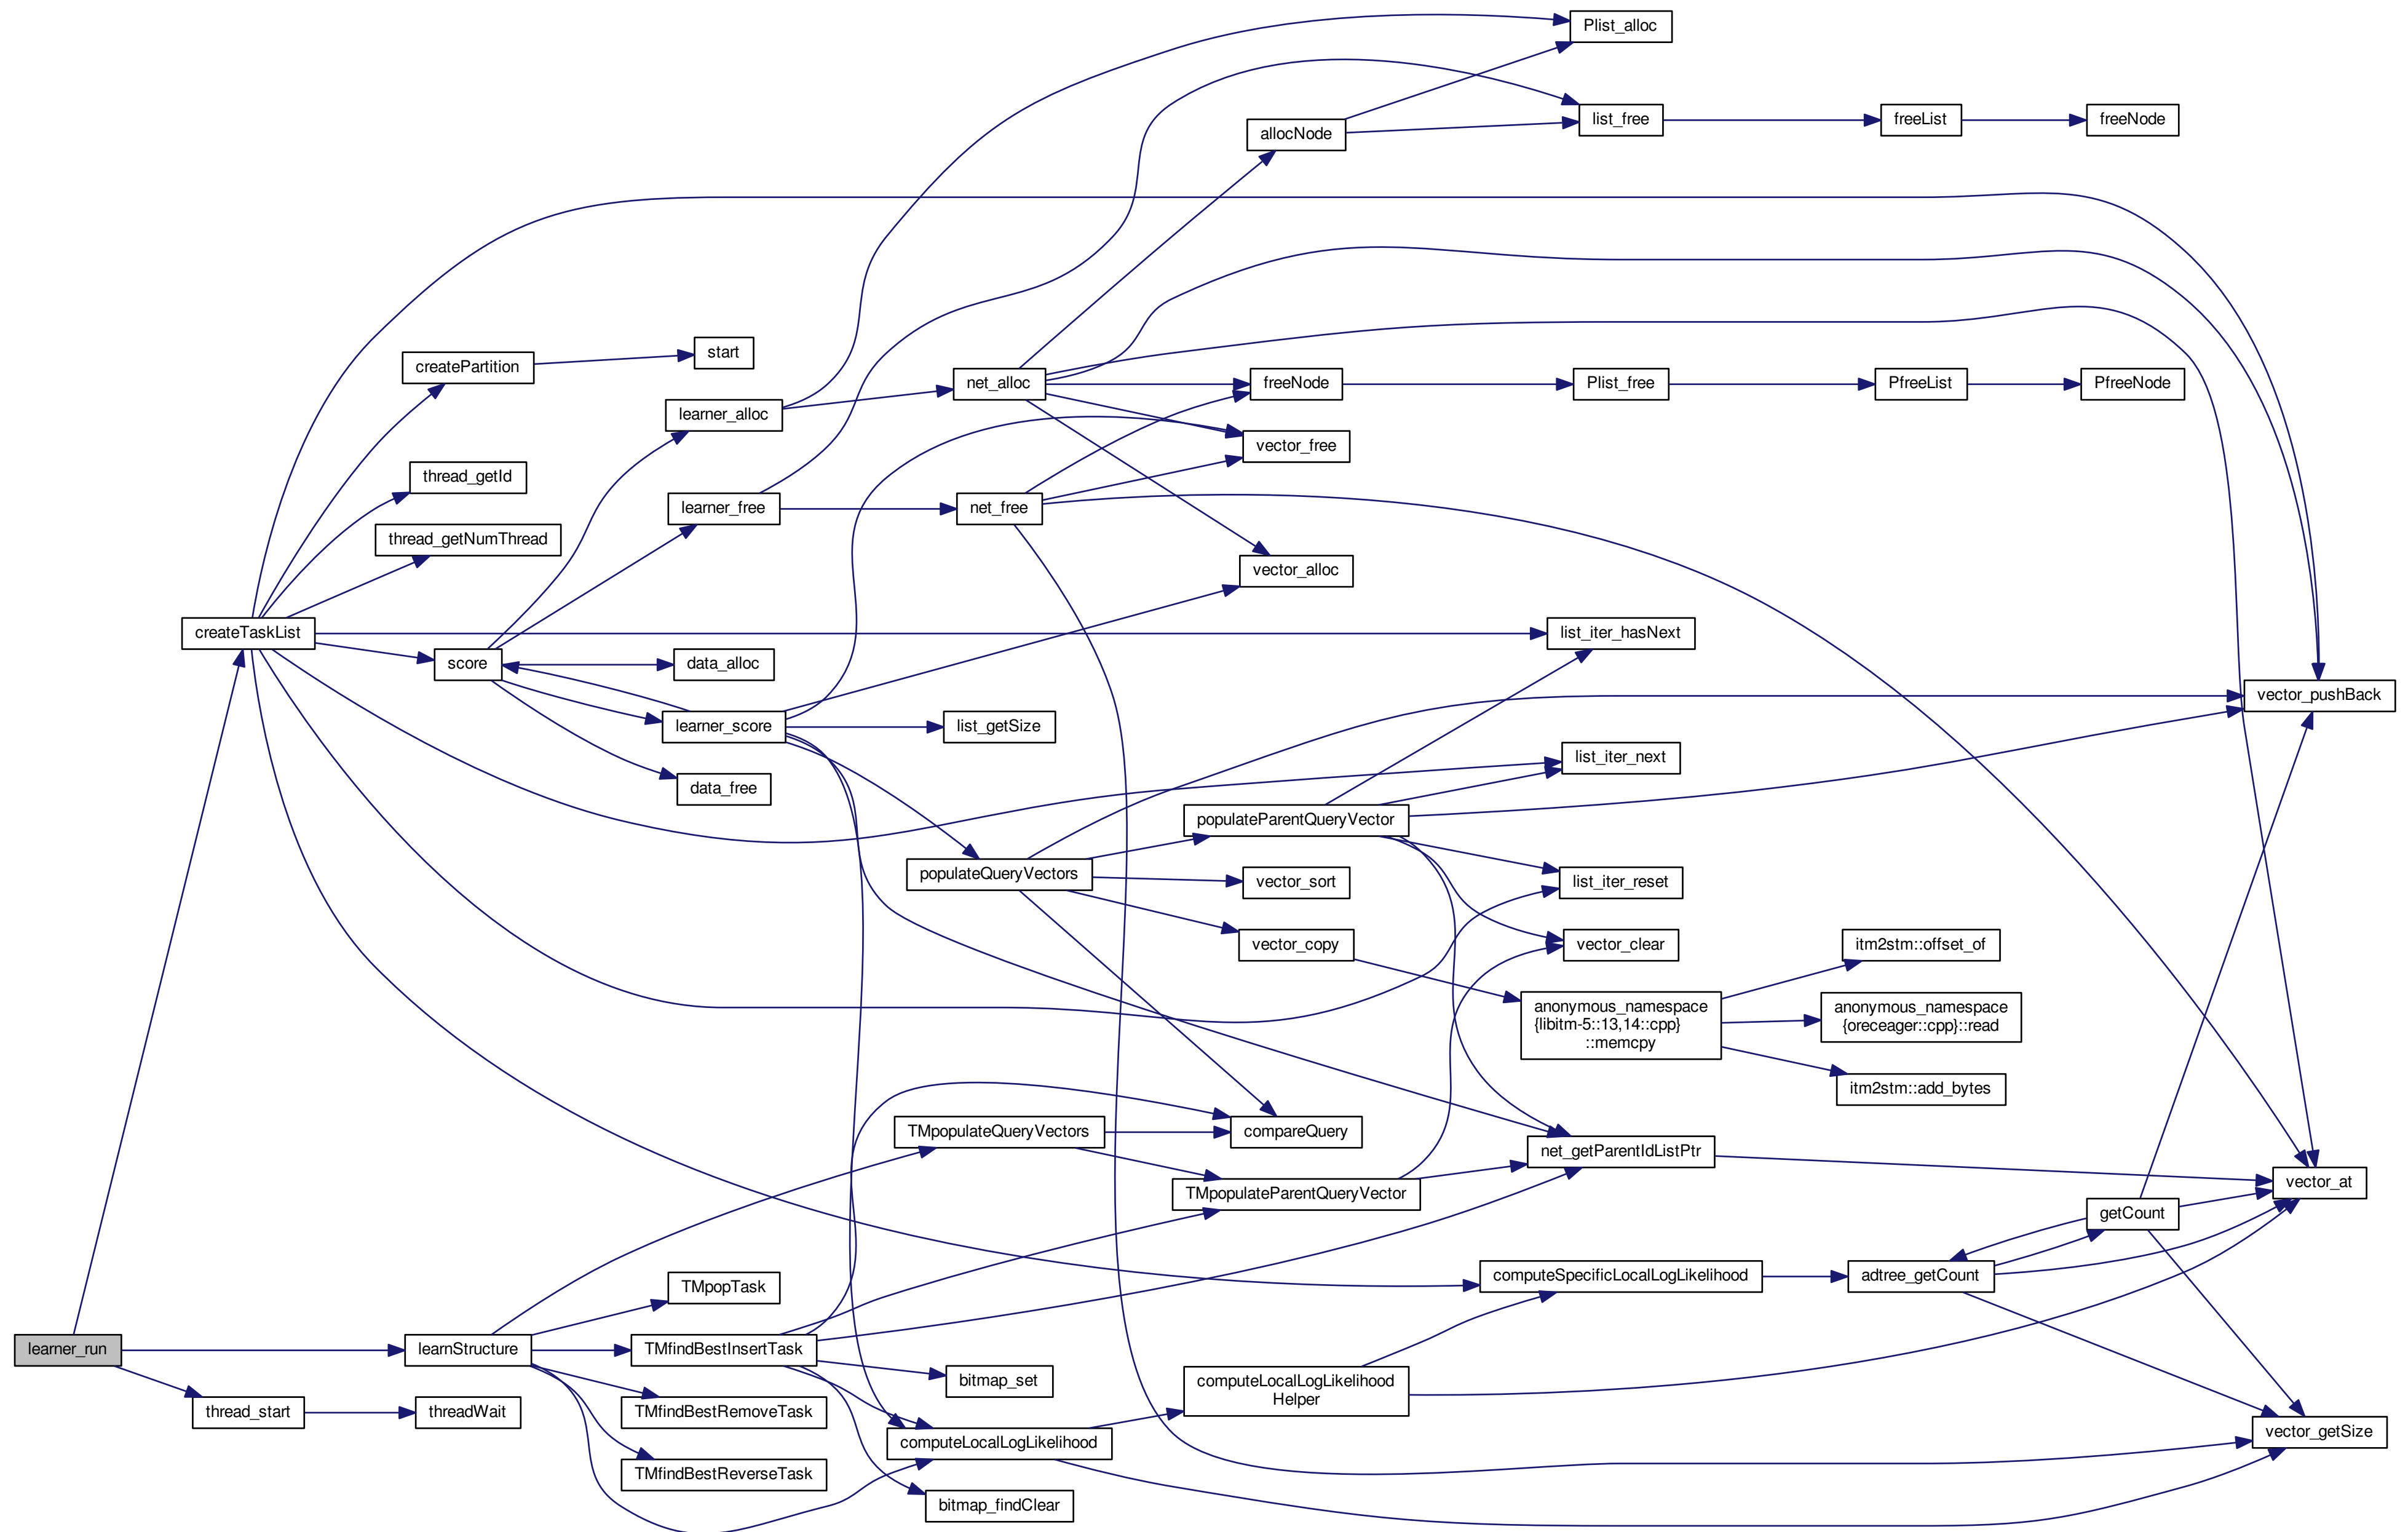 Plist_alloc
allocNode
list_free
freeList
freeNode
createPartition
start
learner_alloc
net_alloc
freeNode
Plist_free
PfreeList
PfreeNode
vector_free
thread_getId
learner_free
net_free
thread_getNumThread
vector_alloc
createTaskList
score
data_alloc
list_iter_hasNext
learner_score
list_getSize
vector_pushBack
data_free
list_iter_next
populateParentQueryVector
populateQueryVectors
vector_sort
list_iter_reset
vector_copy
vector_clear
itm2stm::offset_of
anonymous_namespace
{libitm-5::13,14::cpp}
::memcpy
anonymous_namespace
{oreceager::cpp}::read
itm2stm::add_bytes
TMpopulateQueryVectors
compareQuery
net_getParentIdListPtr
TMpopulateParentQueryVector
vector_at
getCount
TMpopTask
computeSpecificLocalLogLikelihood
adtree_getCount
learner_run
learnStructure
TMfindBestInsertTask
bitmap_set
computeLocalLogLikelihood
Helper
thread_start
threadWait
TMfindBestRemoveTask
computeLocalLogLikelihood
vector_getSize
TMfindBestReverseTask
bitmap_findClear